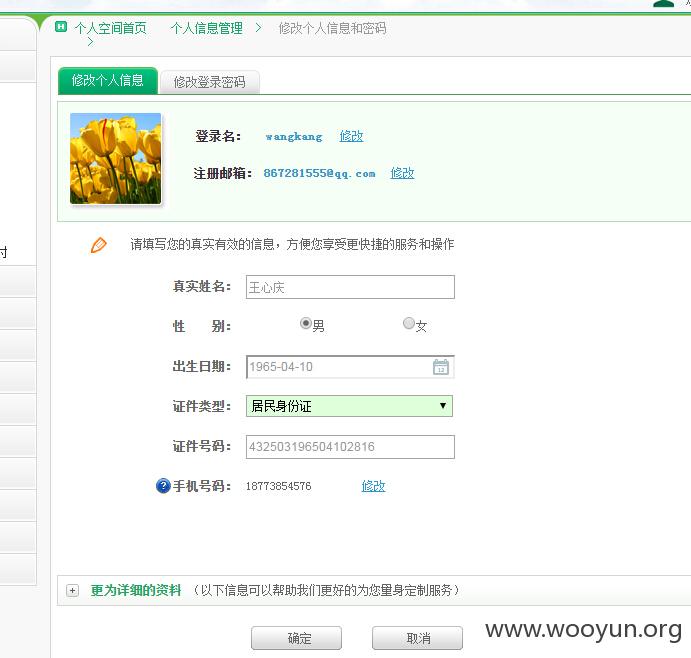 个人空间首页 个人信息管理 > 修改个人信息和密码
>
修改个人信息 修改登录密码
登录名： wangkang 修改
注册邮箱： 867281555@qq.com 修改
时
请填写您的真实有效的信息，方便您享受更快捷的服务和操作
真实姓名： 王心庆
性 别： 男 女
出生日期： 1965-04-10
证件类型： 居民身份证
证件号码： 432503196504102816
手机号码： 18773854576 修改
更为详细的资料 （以下信息可以帮助我们更好的为您量身定制服务）
确定 取消
www.wooyun.org